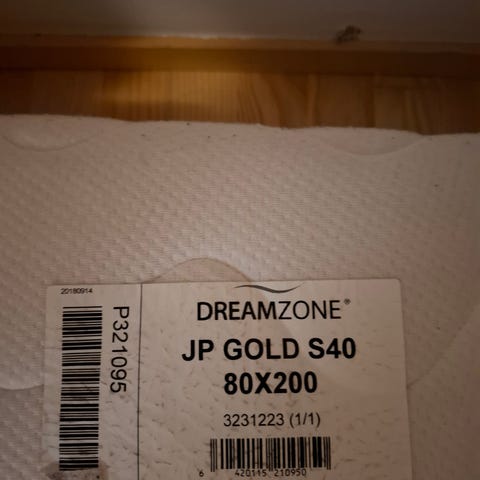 20180914
P321095
DREAMZONE®
JP GOLD S40
80X200
3231223 (1/1)
6 420115 210950